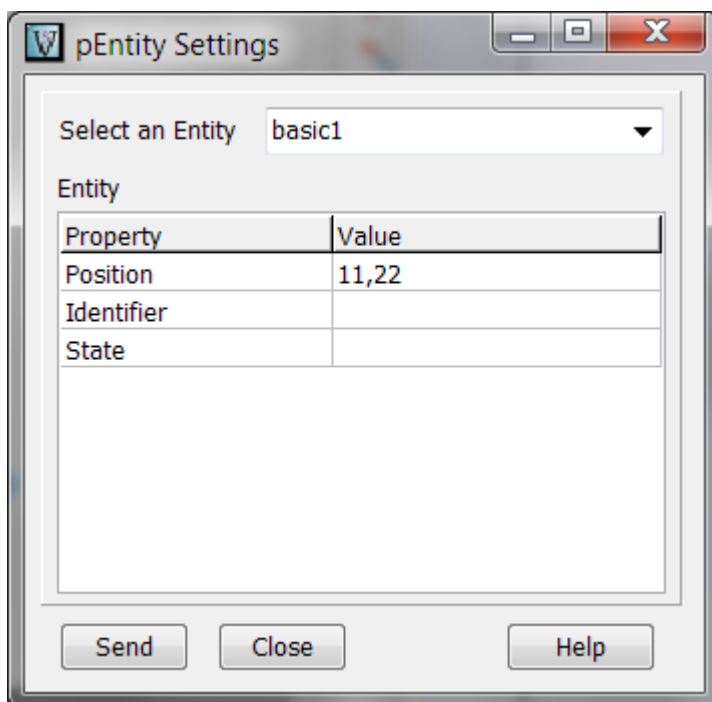 pEntity Settings
Select an Entity basic1
Entity
Property Value
Position 11,22
Identifier
State
Send Close Help